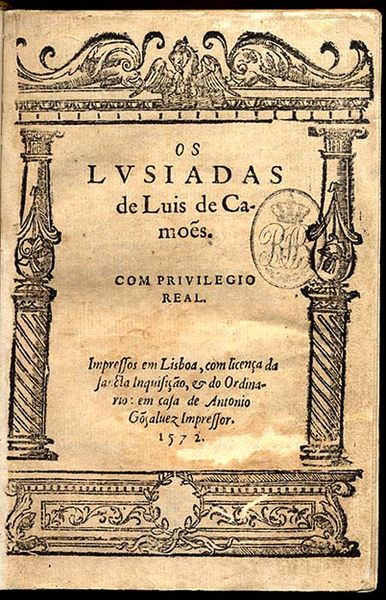 OS
LVSIADAS
de Luis de Ca-
moẽs.
COM PRIVILEGIO
REAL.
Impreſſos em Lisboa, com licença da
ſancta Inquiſição, & do Ordina-
rio: em caſa de Antonio
Gõçaluez Impreſſor.
1572.